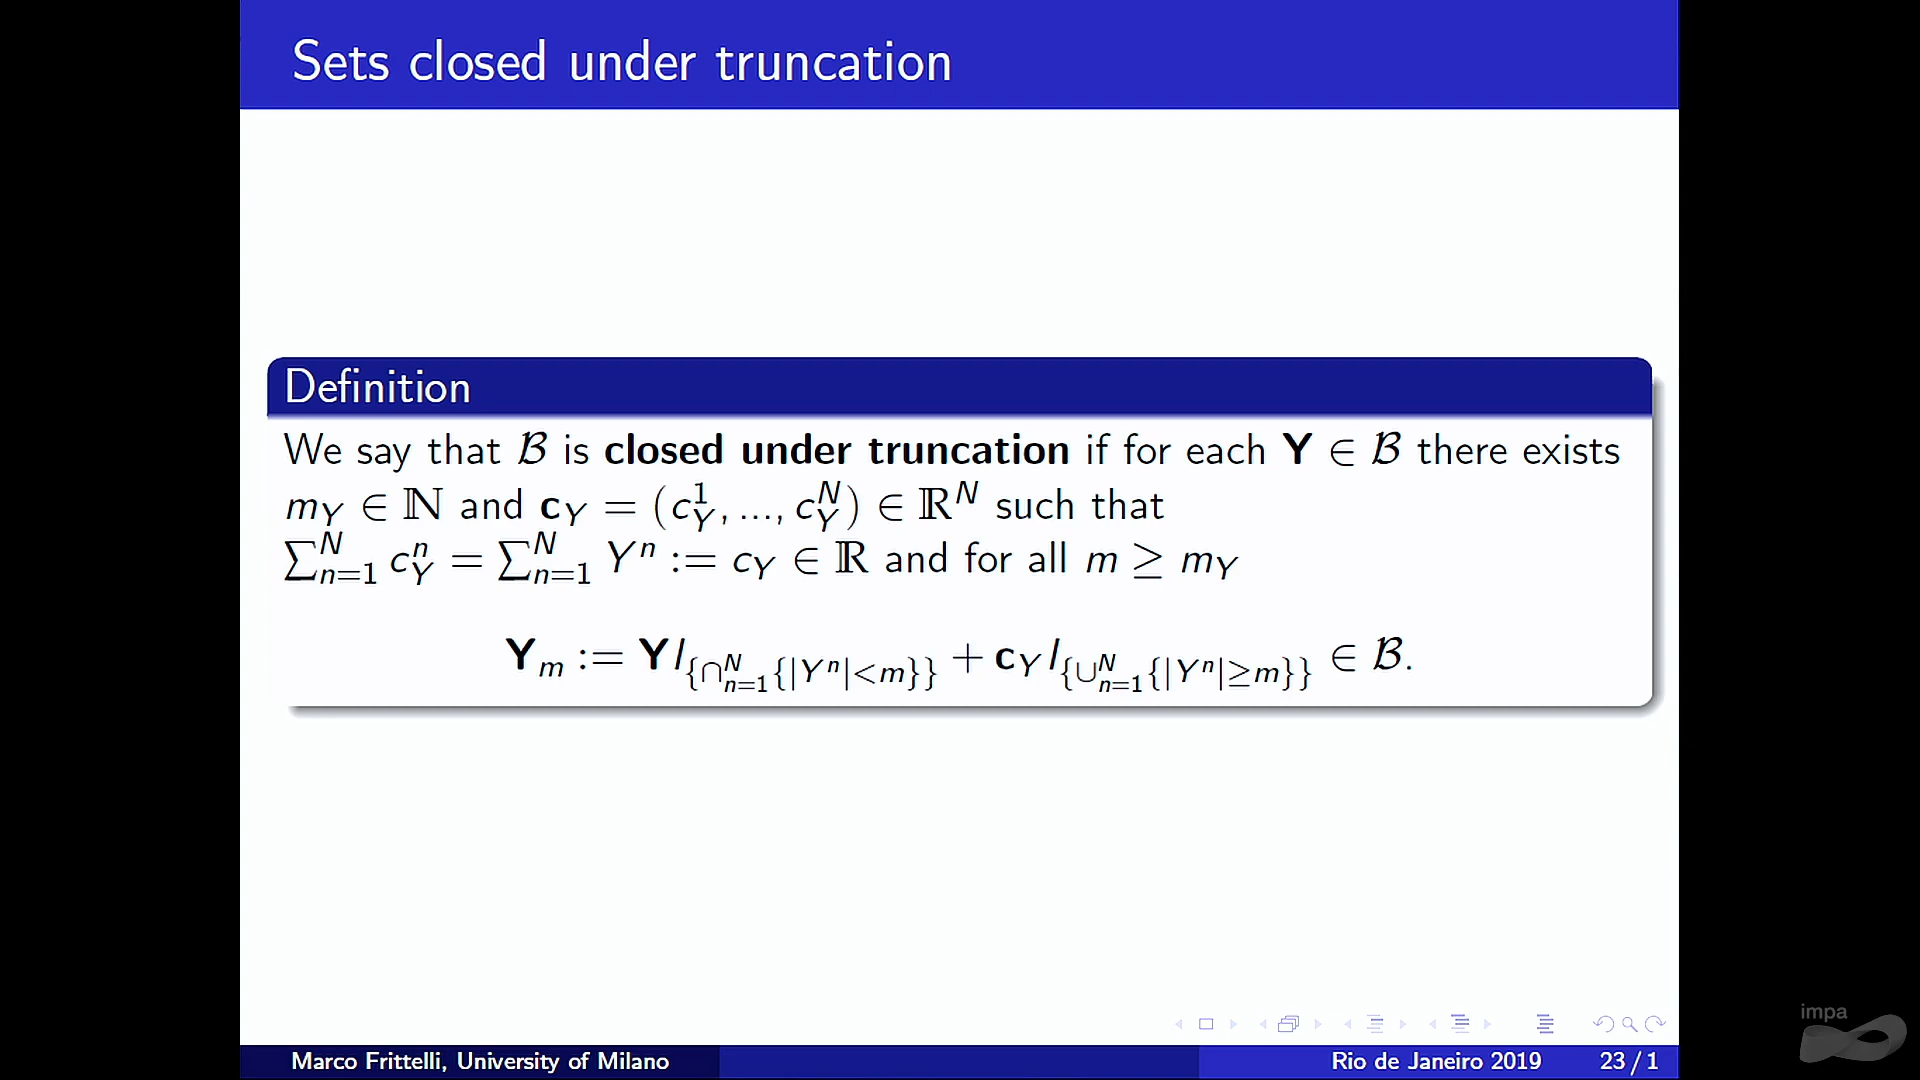 Sets closed under truncation
Definition
We say that ℬ is closed under truncation if for each Y ∈ ℬ there exists
m_Y ∈ ℕ and c_Y = (c_Y^1, ..., c_Y^N) ∈ ℝ^N such that
∑_{n=1}^N c_Y^n = ∑_{n=1}^N Y^n := c_Y ∈ ℝ and for all m ≥ m_Y
Y_m := Y I_{{∩_{n=1}^N{|Y^n|<m}}} + c_Y I_{{∪_{n=1}^N{|Y^n|≥m}}} ∈ ℬ.
impa
Marco Frittelli, University of Milano
Rio de Janeiro 2019
23 / 1